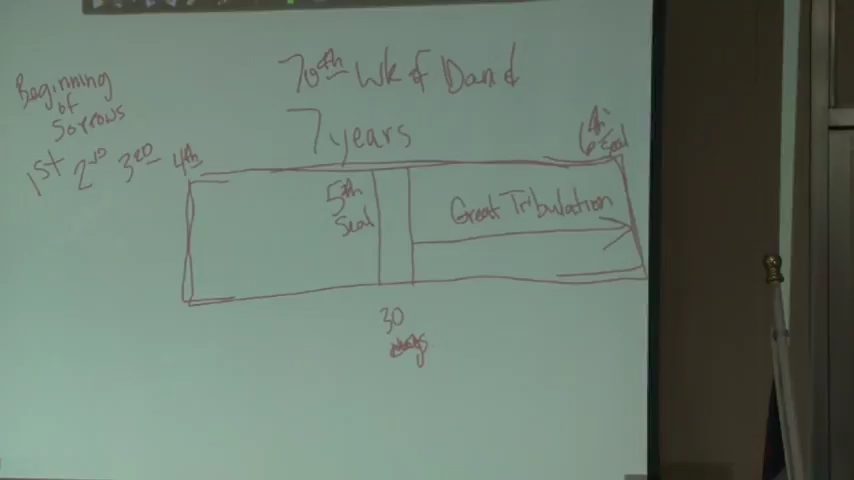 70th Wk of Daniel
Beginning
of
Sorrows
7 years
1st 2nd 3rd 4th
6th Seal
5th
Seal
Great Tribulation
30
days